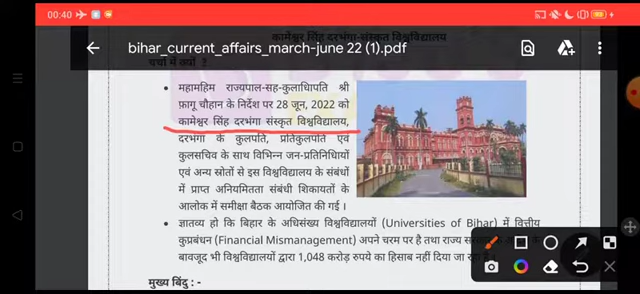 00:40
कामेश्वर सिंह दरभंगा-संस्कृत विश्वविद्यालय
bihar_current_affairs_march-june 22 (1).pdf
चर्चा में क्यों ?
महामहिम राज्यपाल-सह-कुलाधिपति श्री
फ़ागू चौहान के निर्देश पर 28 जून, 2022 को
कामेश्वर सिंह दरभंगा संस्कृत विश्वविद्यालय,
दरभंगा के कुलपति, प्रतिकुलपति एवं
कुलसचिव के साथ विभिन्न जन-प्रतिनिधियों
एवं अन्य स्रोतों से इस विश्वविद्यालय के संबंधों
में प्राप्त अनियमितता संबंधी शिकायतों के
आलोक में समीक्षा बैठक आयोजित की गई ।
ज्ञातव्य हो कि बिहार के अधिसंख्य विश्वविद्यालयों (Universities of Bihar) में वित्तीय
कुप्रबंधन (Financial Mismanagement) अपने चरम पर है तथा राज्य
बावजूद भी विश्वविद्यालयों द्वारा 1,048 करोड़ रुपये का हिसाब नहीं दिया जा
मुख्य बिंदु : -